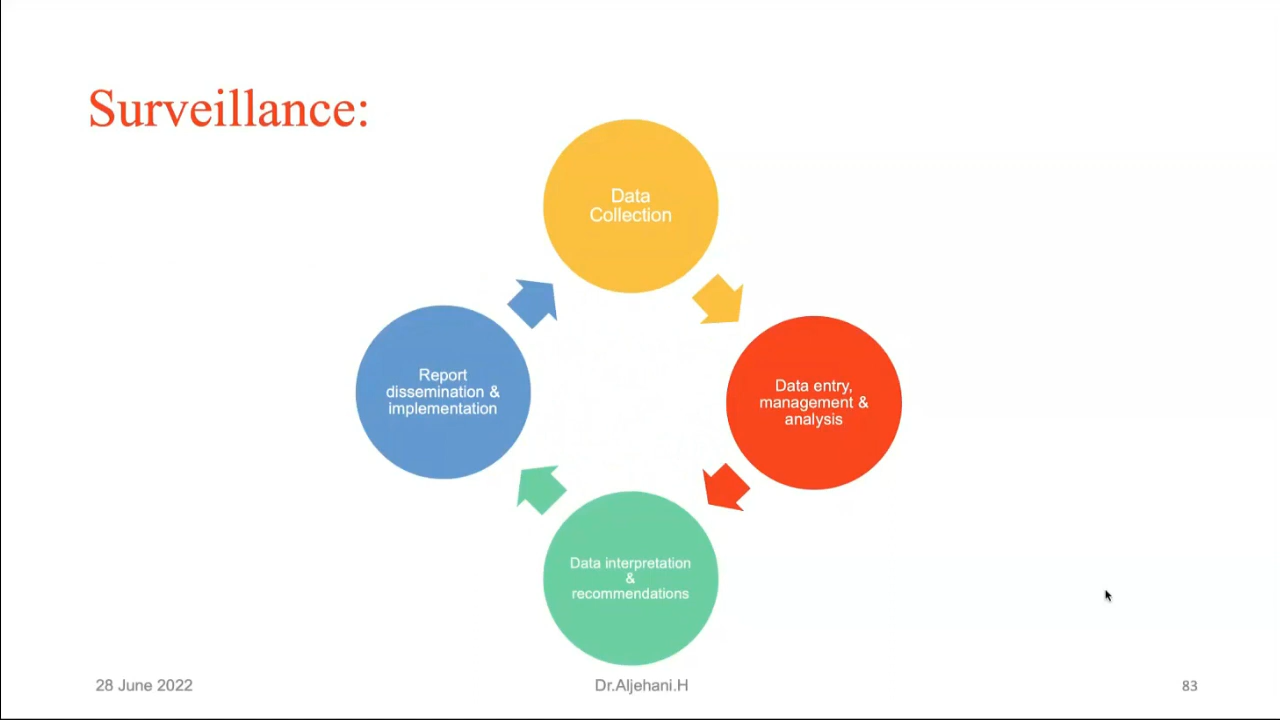 Surveillance:
Data
Collection
Data entry,
management &
analysis
Data interpretation
&
recommendations
Report
dissemination &
implementation
28 June 2022
Dr.Aljehani.H
83